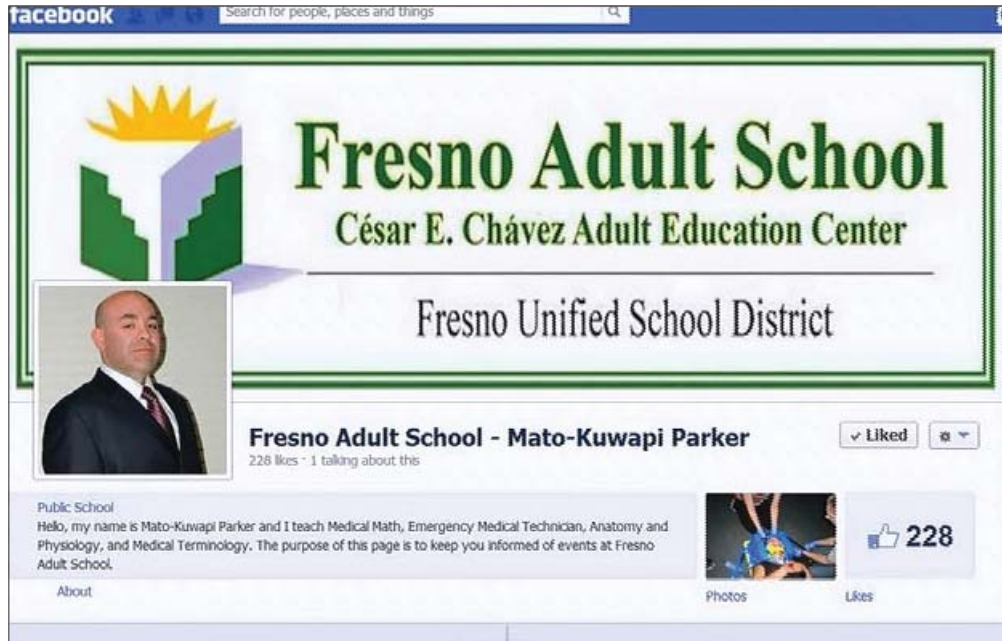 facebook
Search for people, places and things
Fresno Adult School
César E. Chávez Adult Education Center
Fresno Unified School District
Fresno Adult School - Mato-Kuwapi Parker
228 likes · 1 talking about this
✓ Liked
Public School
Hello, my name is Mato-Kuwapi Parker and I teach Medical Math, Emergency Medical Technician, Anatomy and
Physiology, and Medical Terminology. The purpose of this page is to keep you informed of events at Fresno
Adult School.
228
About
Photos
Likes